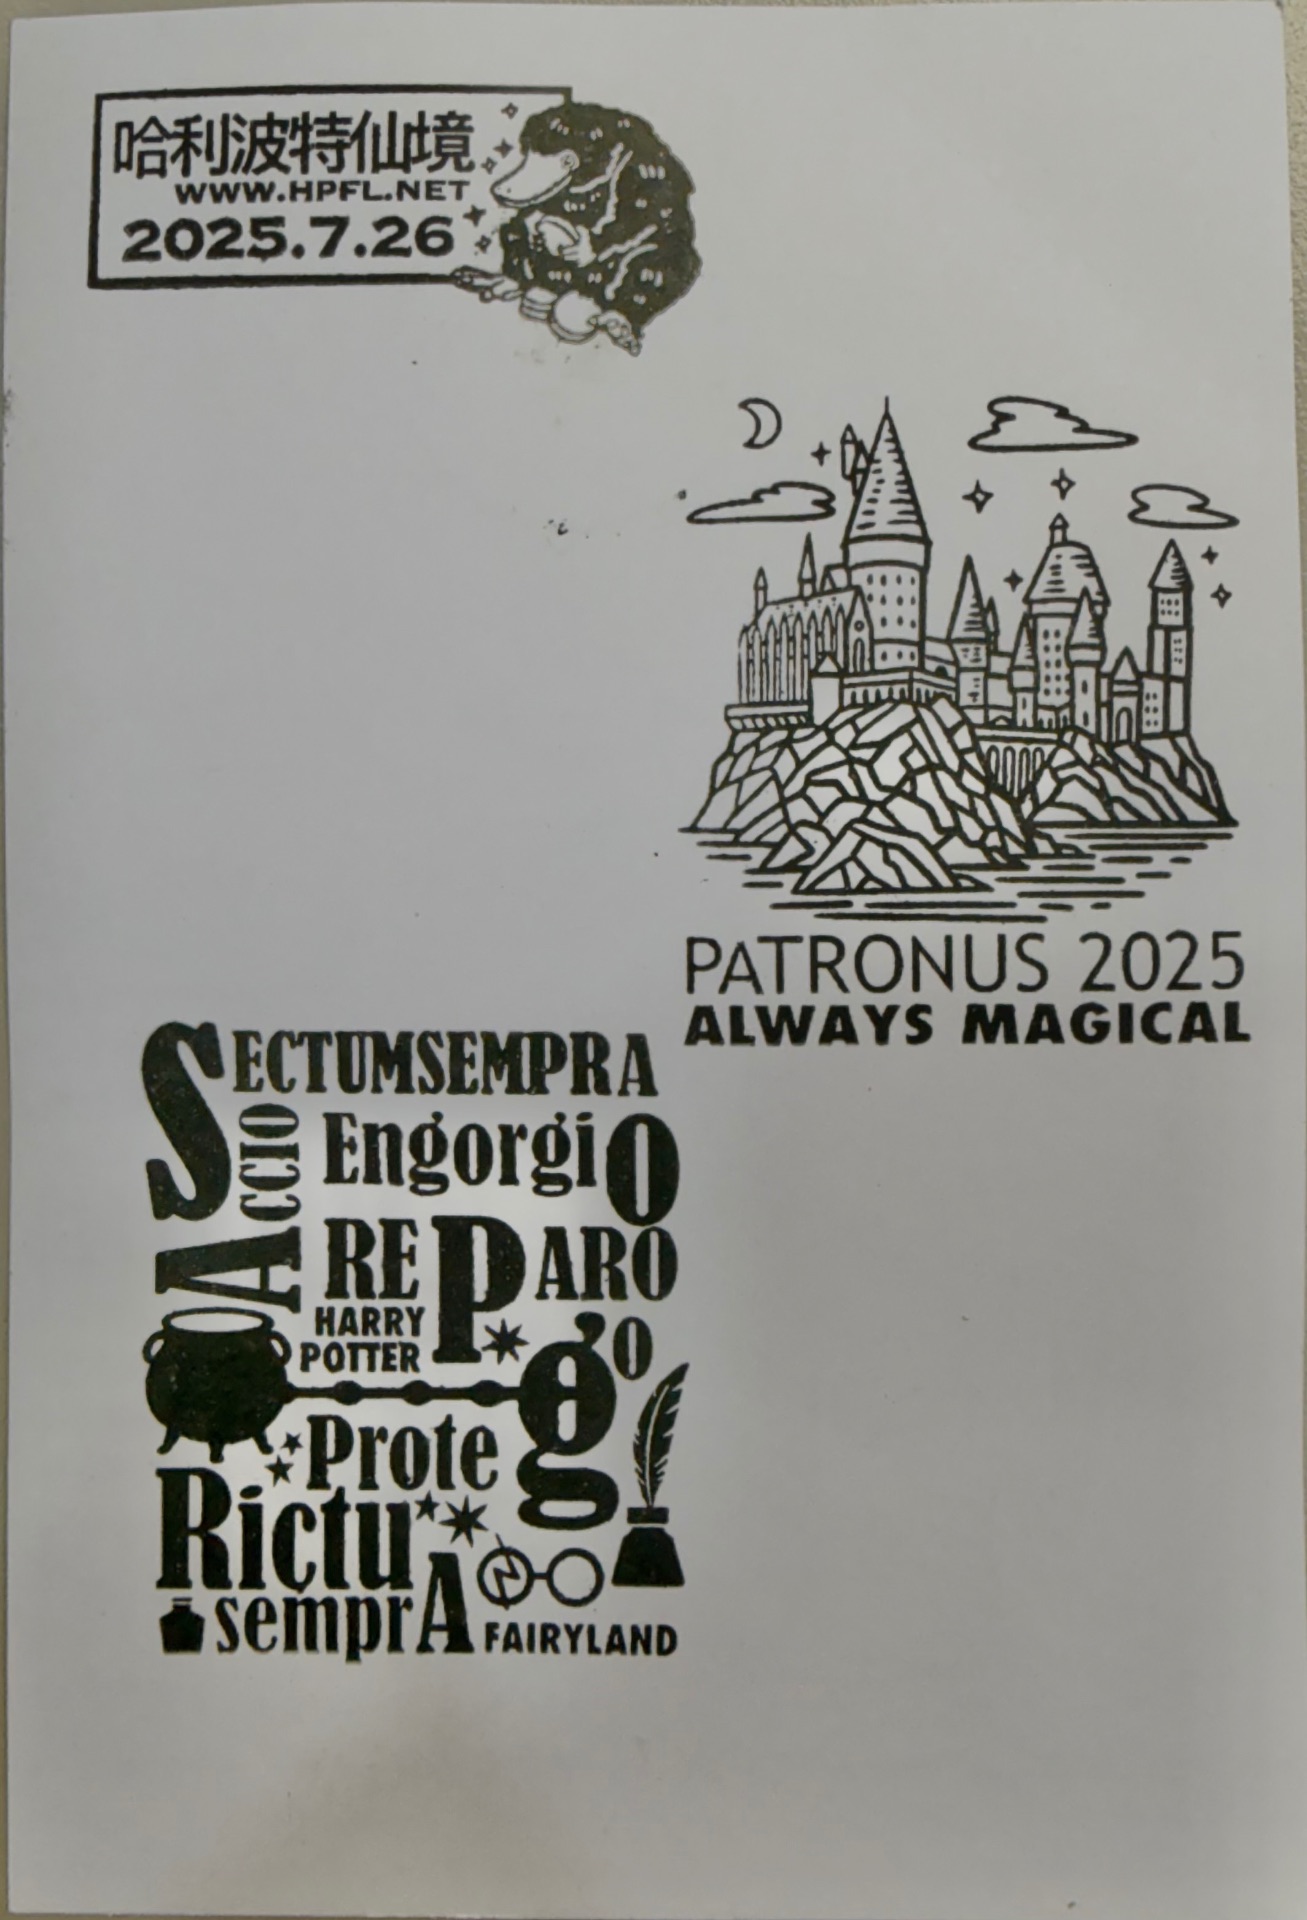 哈利波特仙境
WWW.HPFL.NET
2025.7.26
PATRONUS 2025
ALWAYS MAGICAL
SECTUMSEMPRA
ACCIO
EngorgiO
REPARO
HARRY
POTTER
g
o
Prote
Rictu
semprA
FAIRYLAND